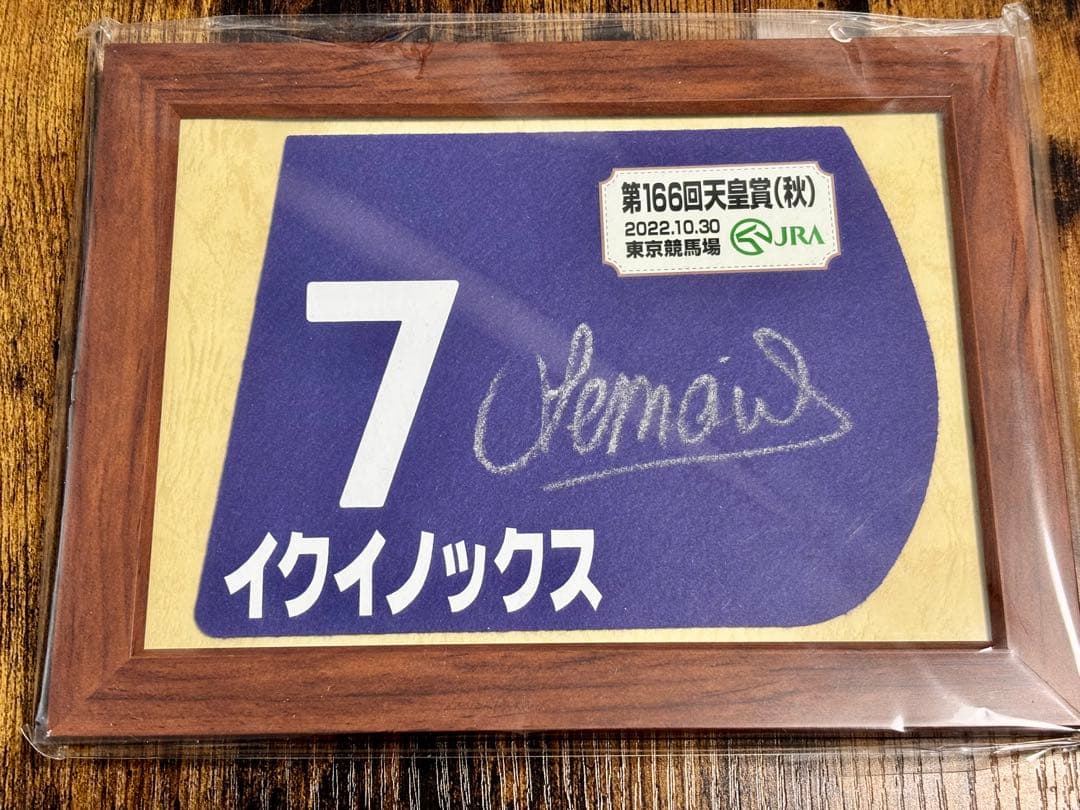 第166回天皇賞(秋)
2022.10.30
東京競馬場
JRA
7
Lemaire
イクイノックス